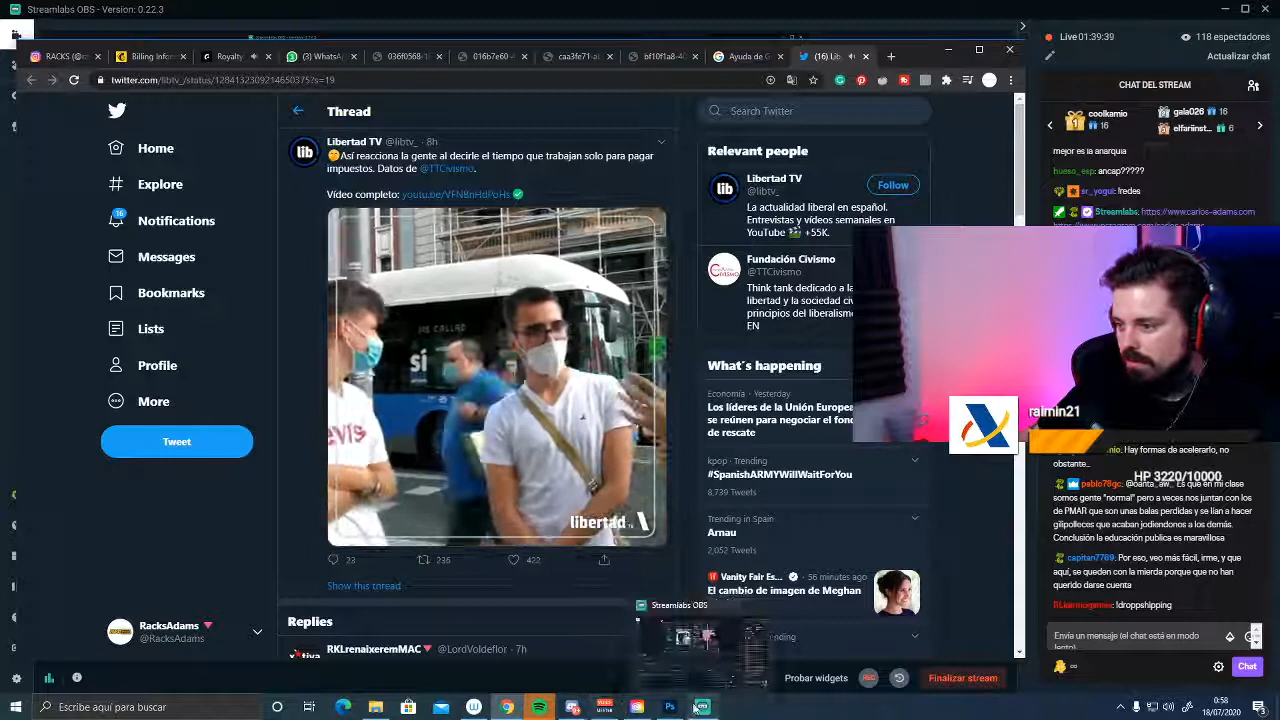 Streamlabs OBS - Version: 0.22.3
RACKS (@
Billing Infor
Royalty
(3) WhatsA
caa3fe71-al
Ayuda de G
twitter.com/libtv_/status/1284132309214650375?s=19
Home
Explore
16
Notifications
Messages
Bookmarks
Lists
Profile
More
Tweet
RacksAdams
@RacksAdams
Thread
lib
Libertad TV @libtv_ · 8h
Así reacciona la gente al decirle el tiempo que trabajan solo para pagar
impuestos. Datos de @TTCivismo.
Vídeo completo:
sí
libertad
23
236
422
Show this thread
Replies
RKLrenaixeremMAC
7h
Search Twitter
Relevant people
lib
Libertad TV
@libtv_
Follow
La actualidad liberal en español.
Entrevistas y vídeos semanales en
YouTube +55K.
Fundación Civismo
@TTCivismo
Think tank dedicado a la
libertad y la sociedad civ
principios del liberalism
EN
What's happening
Economía · Yesterday
Los líderes de la Unión Europea
se reúnen para negociar el fond
de rescate
kpop · Trending
#SpanishARMYWillWaitForYou
8,739 Tweets
Trending in Spain
Arnau
2,052 Tweets
Vanity Fair Es... · 56 minutes ago
El cambio de imagen de Meghan
Streamlabs OBS
Live 01:39:39
118 espectadores
Actualizar chat
CHAT DEL STREAM
1
coolkamio
16
gala026 16
elfarinst... 6
mejor es la anarquia
husso_esp: ancap?????
sr_yogui: fredes
Streamlabs: https://www.carlos-adams.com
raimin21
HP 3220/10000
nio: Hay formas de acelerarlo, no
obstante..
Es que en mi clase
somos gente "normal" pero a veces nos juntan con los
de PMAR que son unas balas perdidas y se lían a hacer
gilipolleces que acaban jodiendonos a los demás.
Conclusión la educación publica es maravillosa
capitan7769: Por eso, veo más fácil, irme, y que
aquí, se queden con la mierda porque no han
querido darse cuenta
!dropshipping
Envía un mensaje (el chat está en modo
lento)
Chat
Probar widgets
REC
Finalizar stream
Escribe aquí para buscar
Ps
0:58
18/07/2020